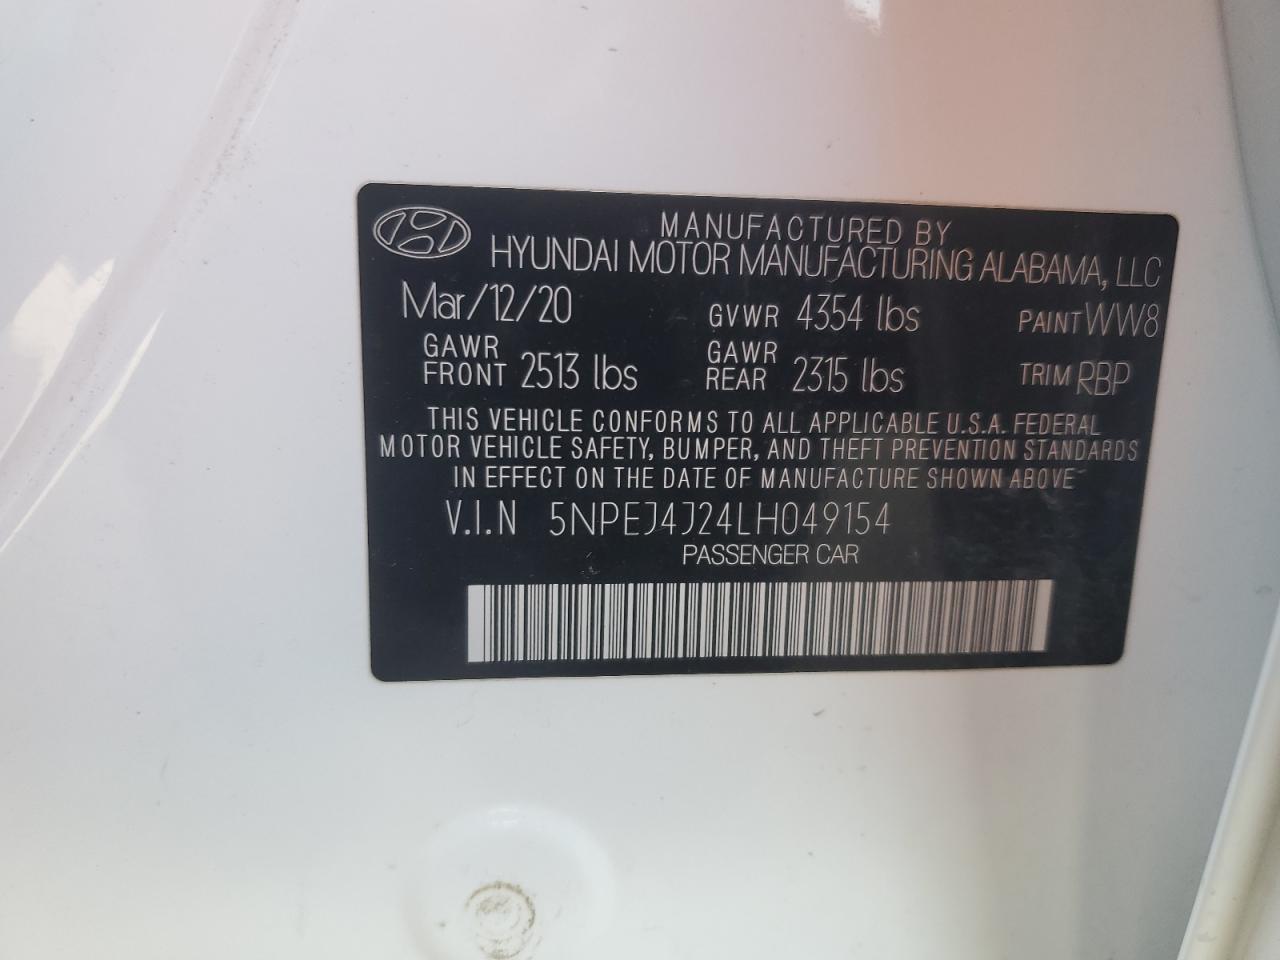 MANUFACTURED BY
HYUNDAI MOTOR MANUFACTURING ALABAMA, LLC
Mar/12/20 GVWR 4354 lbs PAINT WW8
GAWR FRONT 2513 lbs GAWR REAR 2315 lbs TRIM RBP
THIS VEHICLE CONFORMS TO ALL APPLICABLE U.S.A. FEDERAL
MOTOR VEHICLE SAFETY, BUMPER, AND THEFT PREVENTION STANDARDS
IN EFFECT ON THE DATE OF MANUFACTURE SHOWN ABOVE
V.I.N 5NPEJ4J24LH049154
PASSENGER CAR